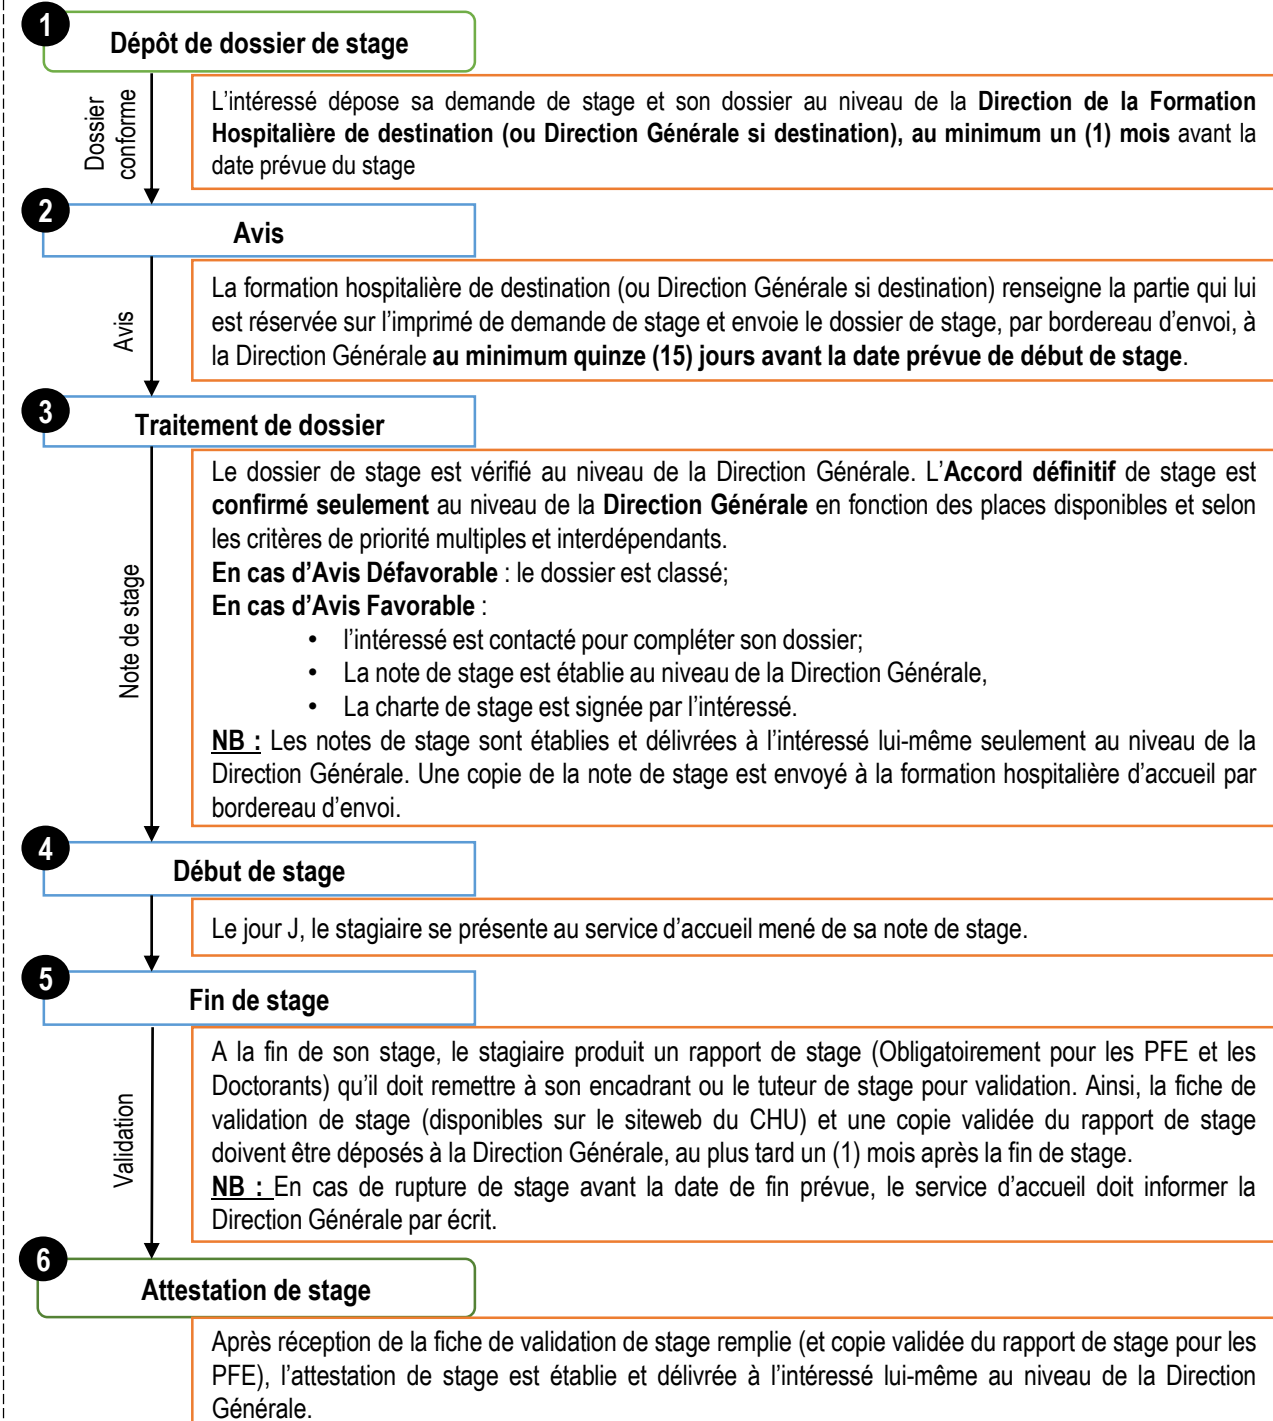 1
Dépôt de dossier de stage
Dossier
conforme
L’intéressé dépose sa demande de stage et son dossier au niveau de la Direction de la Formation
Hospitalière de destination (ou Direction Générale si destination), au minimum un (1) mois avant la
date prévue du stage
2
Avis
Avis
La formation hospitalière de destination (ou Direction Générale si destination) renseigne la partie qui lui
est réservée sur l’imprimé de demande de stage et envoie le dossier de stage, par bordereau d’envoi, à
la Direction Générale au minimum quinze (15) jours avant la date prévue de début de stage.
3
Traitement de dossier
Note de stage
Le dossier de stage est vérifié au niveau de la Direction Générale. L’Accord définitif de stage est
confirmé seulement au niveau de la Direction Générale en fonction des places disponibles et selon
les critères de priorité multiples et interdépendants.
En cas d’Avis Défavorable : le dossier est classé;
En cas d’Avis Favorable :
• l’intéressé est contacté pour compléter son dossier;
• La note de stage est établie au niveau de la Direction Générale,
• La charte de stage est signée par l’intéressé.
NB : Les notes de stage sont établies et délivrées à l’intéressé lui-même seulement au niveau de la
Direction Générale. Une copie de la note de stage est envoyé à la formation hospitalière d’accueil par
bordereau d’envoi.
4
Début de stage
Le jour J, le stagiaire se présente au service d’accueil mené de sa note de stage.
5
Fin de stage
Validation
A la fin de son stage, le stagiaire produit un rapport de stage (Obligatoirement pour les PFE et les
Doctorants) qu’il doit remettre à son encadrant ou le tuteur de stage pour validation. Ainsi, la fiche de
validation de stage (disponibles sur le siteweb du CHU) et une copie validée du rapport de stage
doivent être déposés à la Direction Générale, au plus tard un (1) mois après la fin de stage.
NB : En cas de rupture de stage avant la date de fin prévue, le service d’accueil doit informer la
Direction Générale par écrit.
6
Attestation de stage
Après réception de la fiche de validation de stage remplie (et copie validée du rapport de stage pour les
PFE), l’attestation de stage est établie et délivrée à l’intéressé lui-même au niveau de la Direction
Générale.